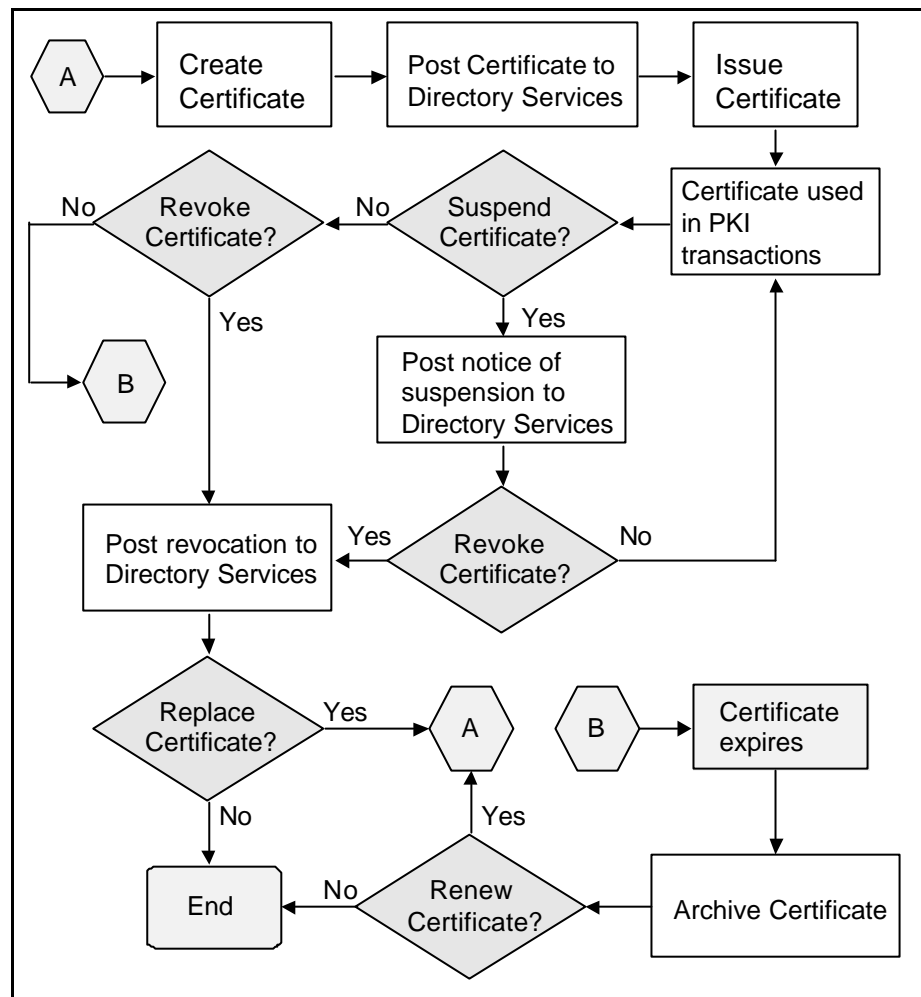 A
Create
Certificate
Post Certificate to
Directory Services
Issue
Certificate
No
Revoke
Certificate?
No
Suspend
Certificate?
Certificate used
in PKI
transactions
Yes
Yes
B
Post notice of
suspension to
Directory Services
Post revocation to
Directory Services
Yes
Revoke
Certificate?
No
Replace
Certificate?
Yes
A
B
Certificate
expires
No
Yes
End
No
Renew
Certificate?
Archive Certificate